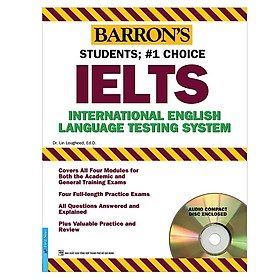 BARRON'S
STUDENTS; #1 CHOICE
IELTS
INTERNATIONAL ENGLISH
LANGUAGE TESTING SYSTEM
Dr. Lin Lougheed, Ed.D.
Covers All Four Modules for
Both the Academic and
General Training Exams
Four Full-length Practice Exams
All Questions Answered and
Explained
Plus Valuable Practice and
Review
AUDIO COMPACT
DISC ENCLOSED